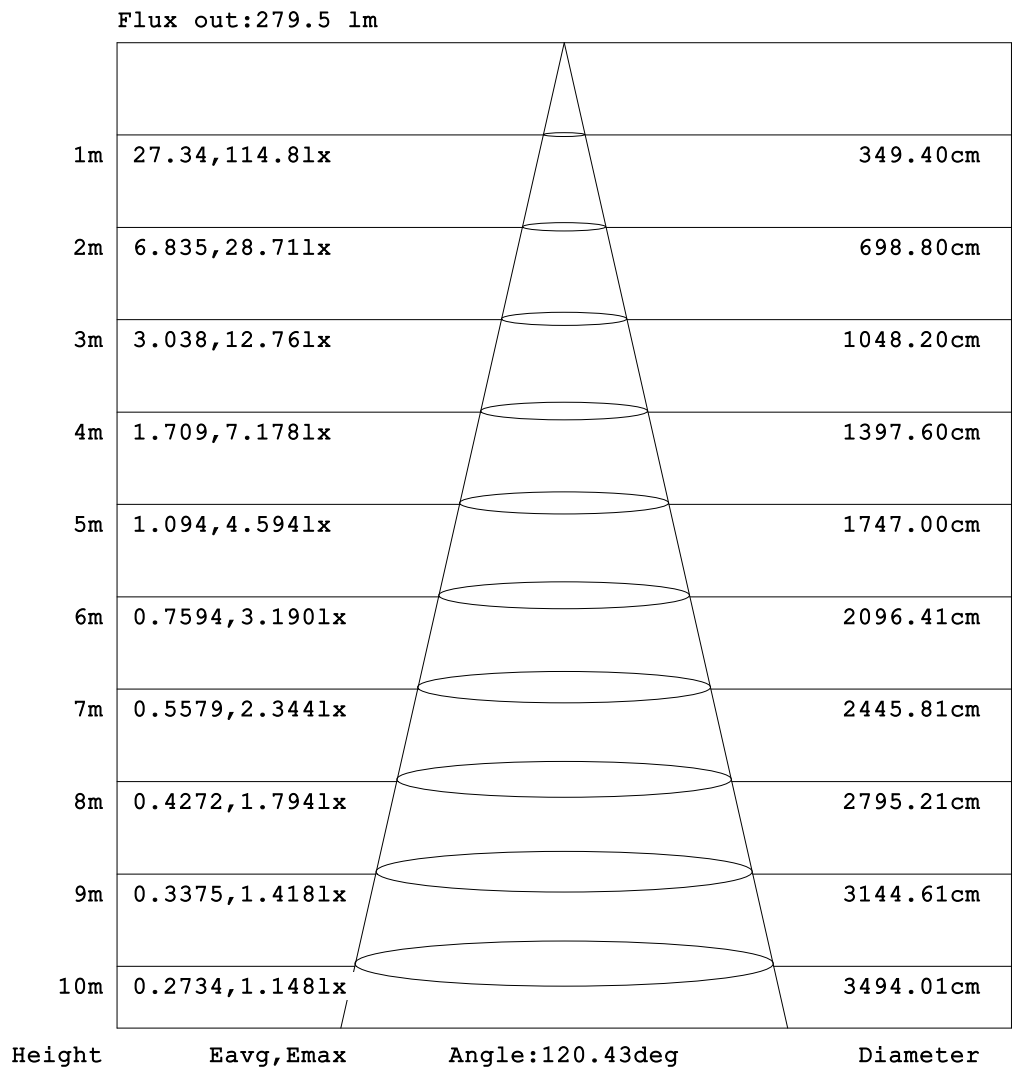 Flux out:279.5 lm
1m 27.34,114.8lx 349.40cm
2m 6.835,28.71lx 698.80cm
3m 3.038,12.76lx 1048.20cm
4m 1.709,7.178lx 1397.60cm
5m 1.094,4.594lx 1747.00cm
6m 0.7594,3.190lx 2096.41cm
7m 0.5579,2.344lx 2445.81cm
8m 0.4272,1.794lx 2795.21cm
9m 0.3375,1.418lx 3144.61cm
10m 0.2734,1.148lx 3494.01cm
Height Eavg,Emax Angle:120.43deg Diameter